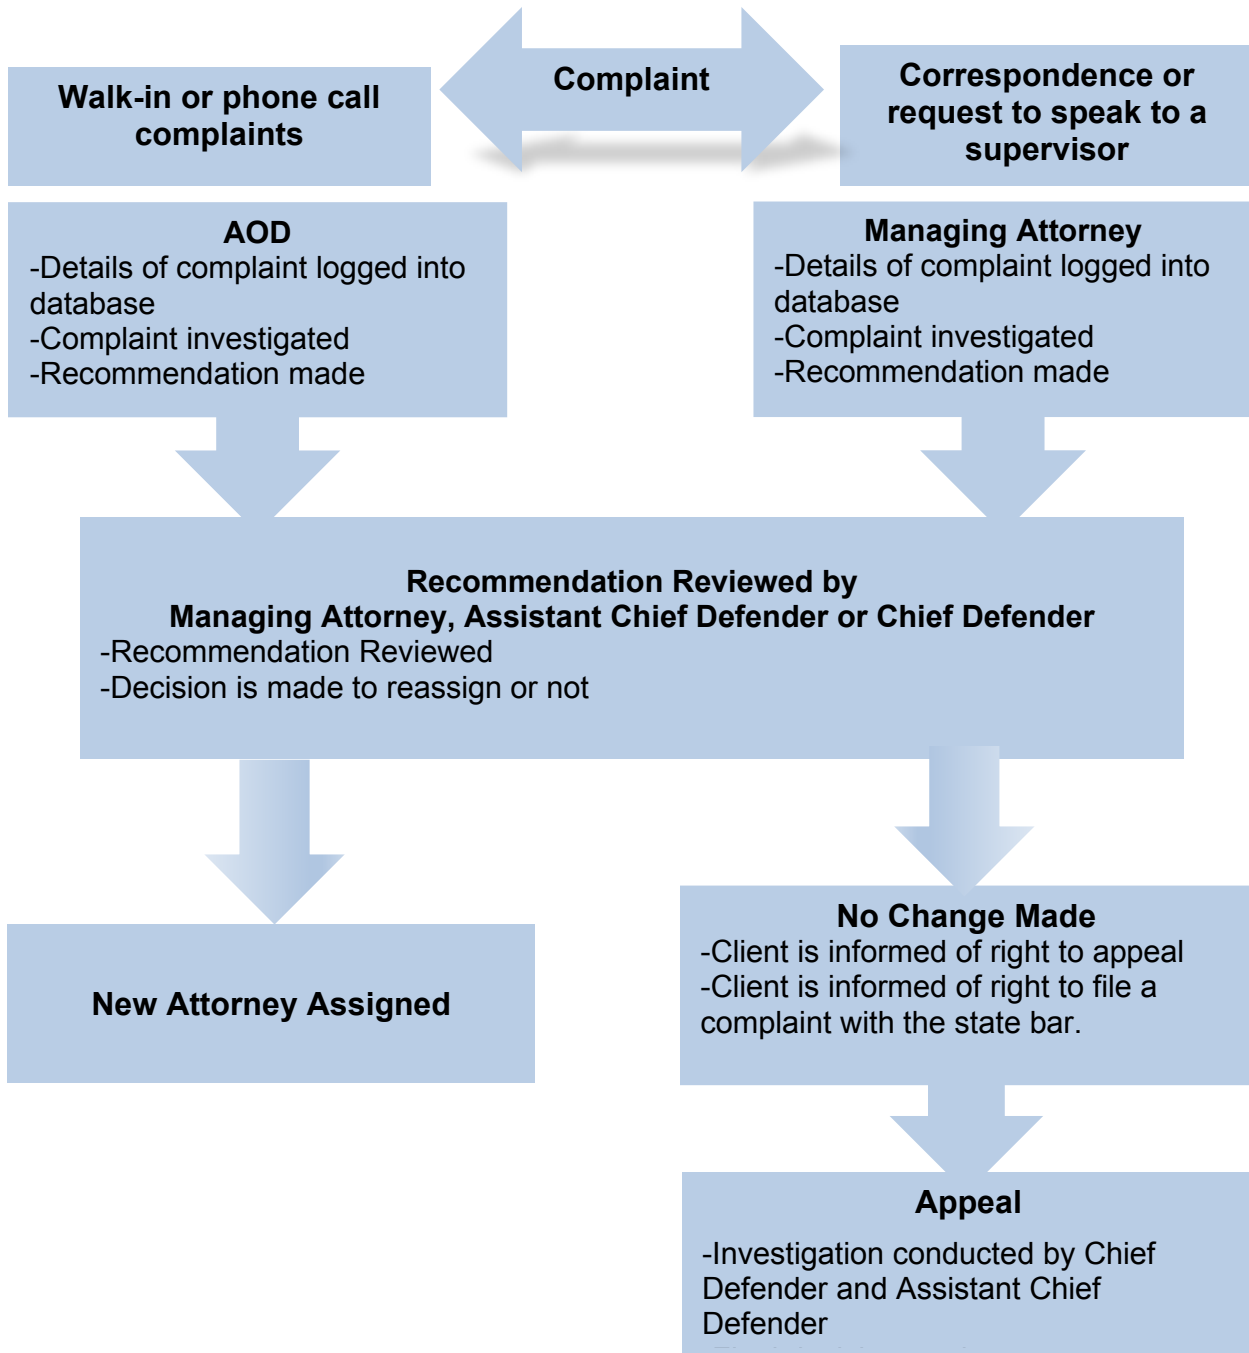 Complaint
Walk-in or phone call
complaints
Correspondence or
request to speak to a
supervisor
AOD
-Details of complaint logged into
database
-Complaint investigated
-Recommendation made
Managing Attorney
-Details of complaint logged into
database
-Complaint investigated
-Recommendation made
Recommendation Reviewed by
Managing Attorney, Assistant Chief Defender or Chief Defender
-Recommendation Reviewed
-Decision is made to reassign or not
New Attorney Assigned
No Change Made
-Client is informed of right to appeal
-Client is informed of right to file a
complaint with the state bar.
Appeal
-Investigation conducted by Chief
Defender and Assistant Chief
Defender